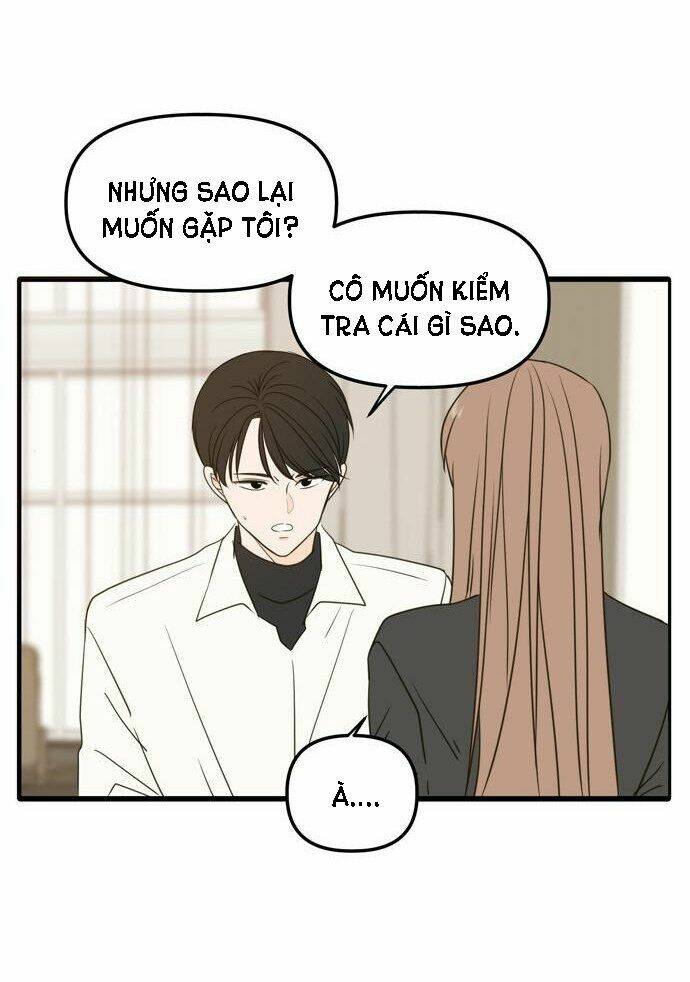 NHƯNG SAO LẠI
MUỐN GẶP TÔI?
CÔ MUỐN KIỂM
TRA CÁI GÌ SAO.
À....